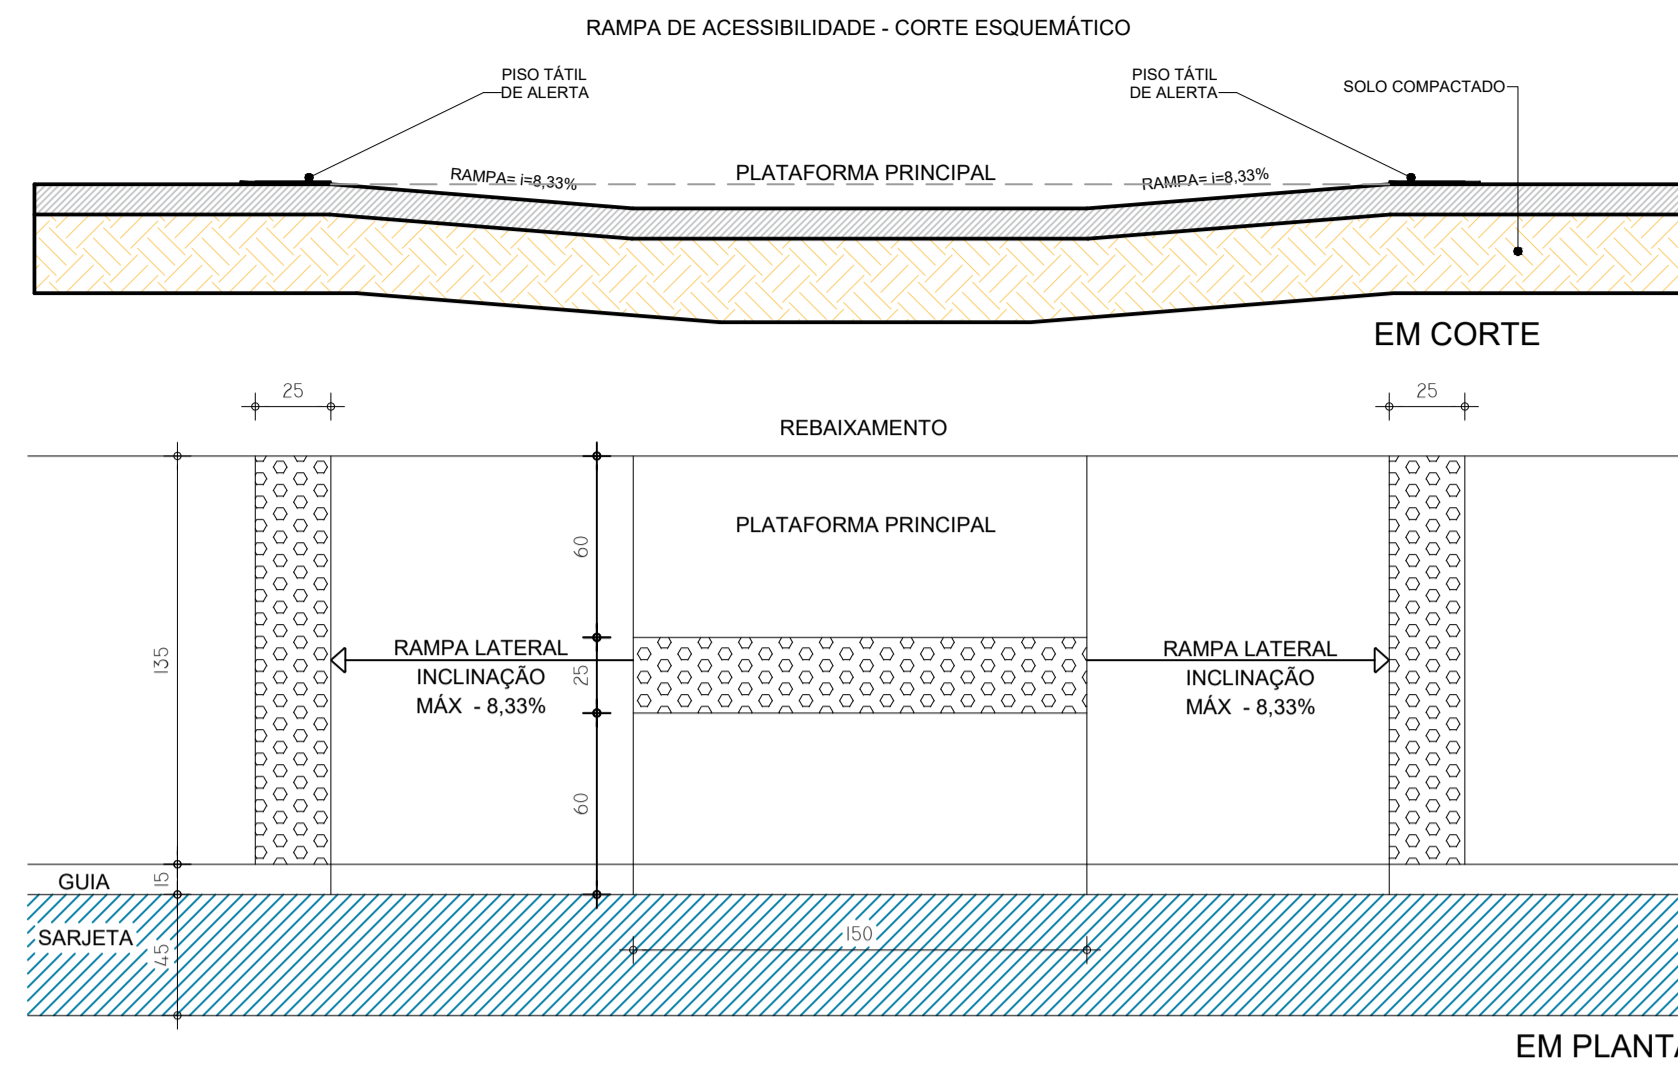 RAMPA DE ACESSIBILIDADE - CORTE ESQUEMÁTICO
PISO TÁTIL
DE ALERTA
PISO TÁTIL
DE ALERTA
SOLO COMPACTADO
RAMPA= i=8,33%
PLATAFORMA PRINCIPAL
RAMPA= i=8,33%
EM CORTE
25
25
REBAIXAMENTO
PLATAFORMA PRINCIPAL
60
135
RAMPA LATERAL
INCLINAÇÃO
MÁX - 8,33%
25
RAMPA LATERAL
INCLINAÇÃO
MÁX - 8,33%
60
GUIA
15
SARJETA
45
150
EM PLANTA